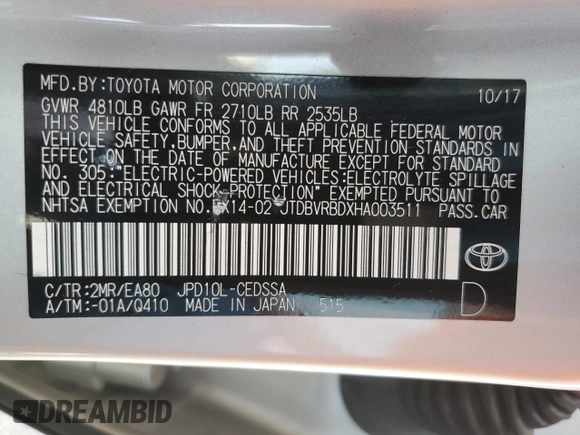 MFD.BY:TOYOTA MOTOR CORPORATION 10/17
GVWR 4810LB GAWR FR 2710LB RR 2535LB
THIS VEHICLE CONFORMS TO ALL APPLICABLE FEDERAL MOTOR
VEHICLE SAFETY,BUMPER,AND THEFT PREVENTION STANDARDS IN
EFFECT ON THE DATE OF MANUFACTURE EXCEPT FOR STANDARD
NO. 305:"ELECTRIC-POWERED VEHICLES:ELECTROLYTE SPILLAGE
AND ELECTRICAL SHOCK-PROTECTION" EXEMPTED PURSUANT TO
NHTSA EXEMPTION NO.EX14-02 JTDBVRBDXHA003511 PASS.CAR
C/TR:2MR/EA80 JPD10L-CEDSSA
A/TM:-01A/Q410 MADE IN JAPAN 515
D
DREAMBID